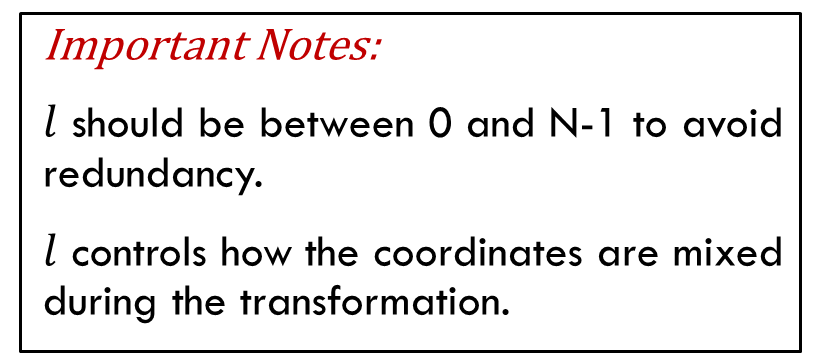 Important Notes:
l should be between 0 and N-1 to avoid
redundancy.
l controls how the coordinates are mixed
during the transformation.